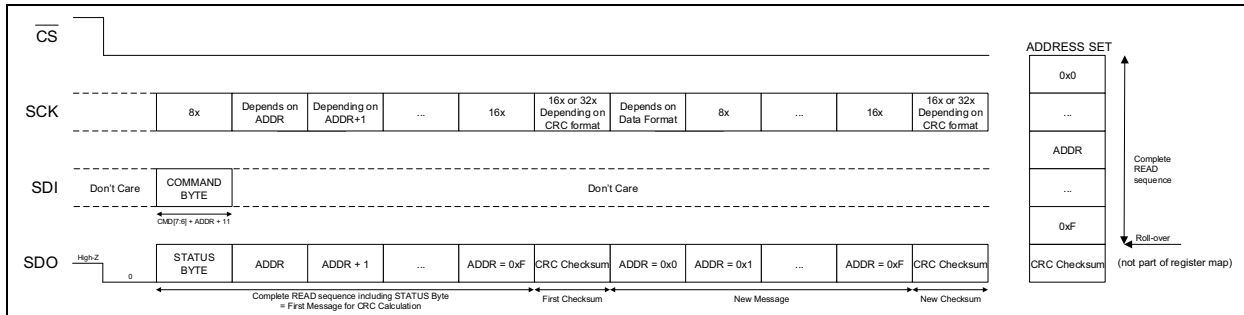 CS
ADDRESS SET
0x0
SCK
8x
Depends on
ADDR
Depending on
ADDR+1
...
16x
16x or 32x
Depending on
CRC format
Depends on
Data Format
8x
...
16x
16x or 32x
Depending on
CRC format
...
ADDR
Complete
READ
sequence
SDI
Don't Care
COMMAND
BYTE
Don't Care
...
CMD[7:6] + ADDR + 11
0xF
Roll-over
SDO
High-Z
0
STATUS
BYTE
ADDR
ADDR + 1
...
ADDR = 0xF
CRC Checksum
ADDR = 0x0
ADDR = 0x1
...
ADDR = 0xF
CRC Checksum
CRC Checksum
(not part of register map)
Complete READ sequence including STATUS Byte
= First Message for CRC Calculation
First Checksum
New Message
New Checksum